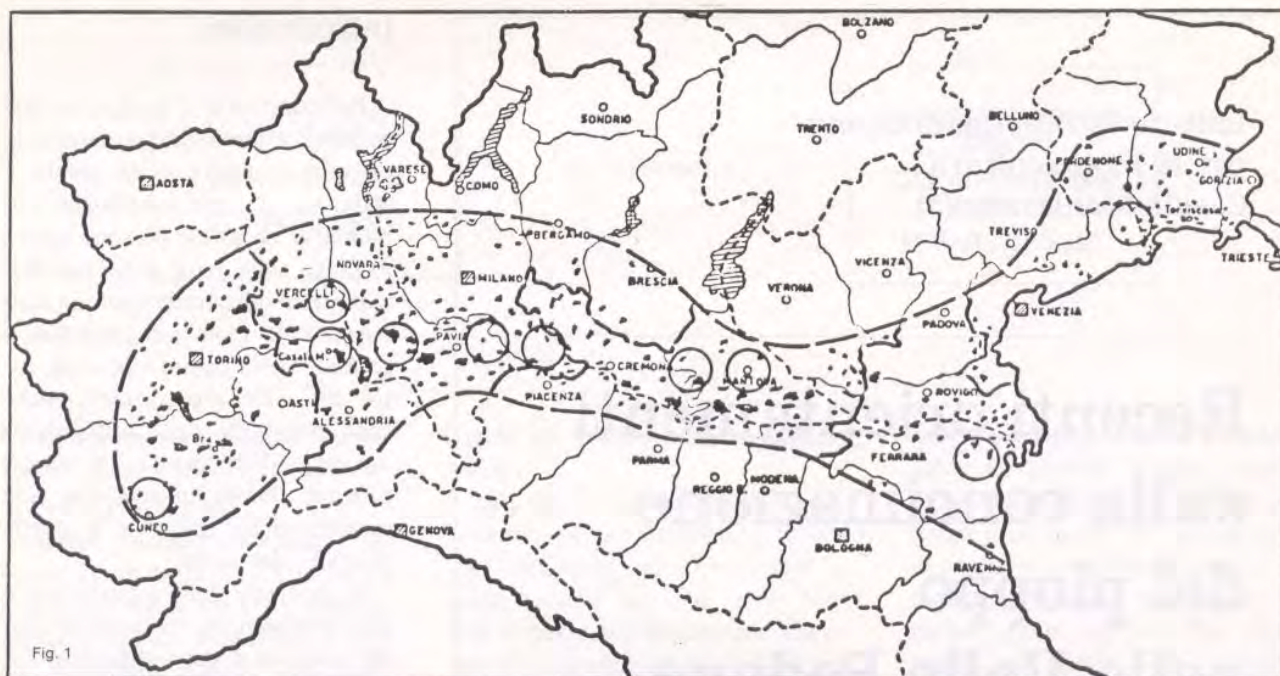 BOLZANO
SONDRIO
TRENTO
BELLUNO
PORDENONE
UDINE
GORIZIA
Torviscosa
TRIESTE
AOSTA
VARESE
COMO
BERGAMO
BRESCIA
VERONA
VICENZA
TREVISO
PADOVA
VENEZIA
NOVARA
MILANO
VERCELLI
Casale M.
PAVIA
TORINO
CREMONA
MANTOVA
PIACENZA
ROVIGO
ASTI
ALESSANDRIA
FERRARA
PARMA
REGGIO E.
MODENA
Bra
CUNEO
GENOVA
BOLOGNA
RAVENNA
Fig. 1